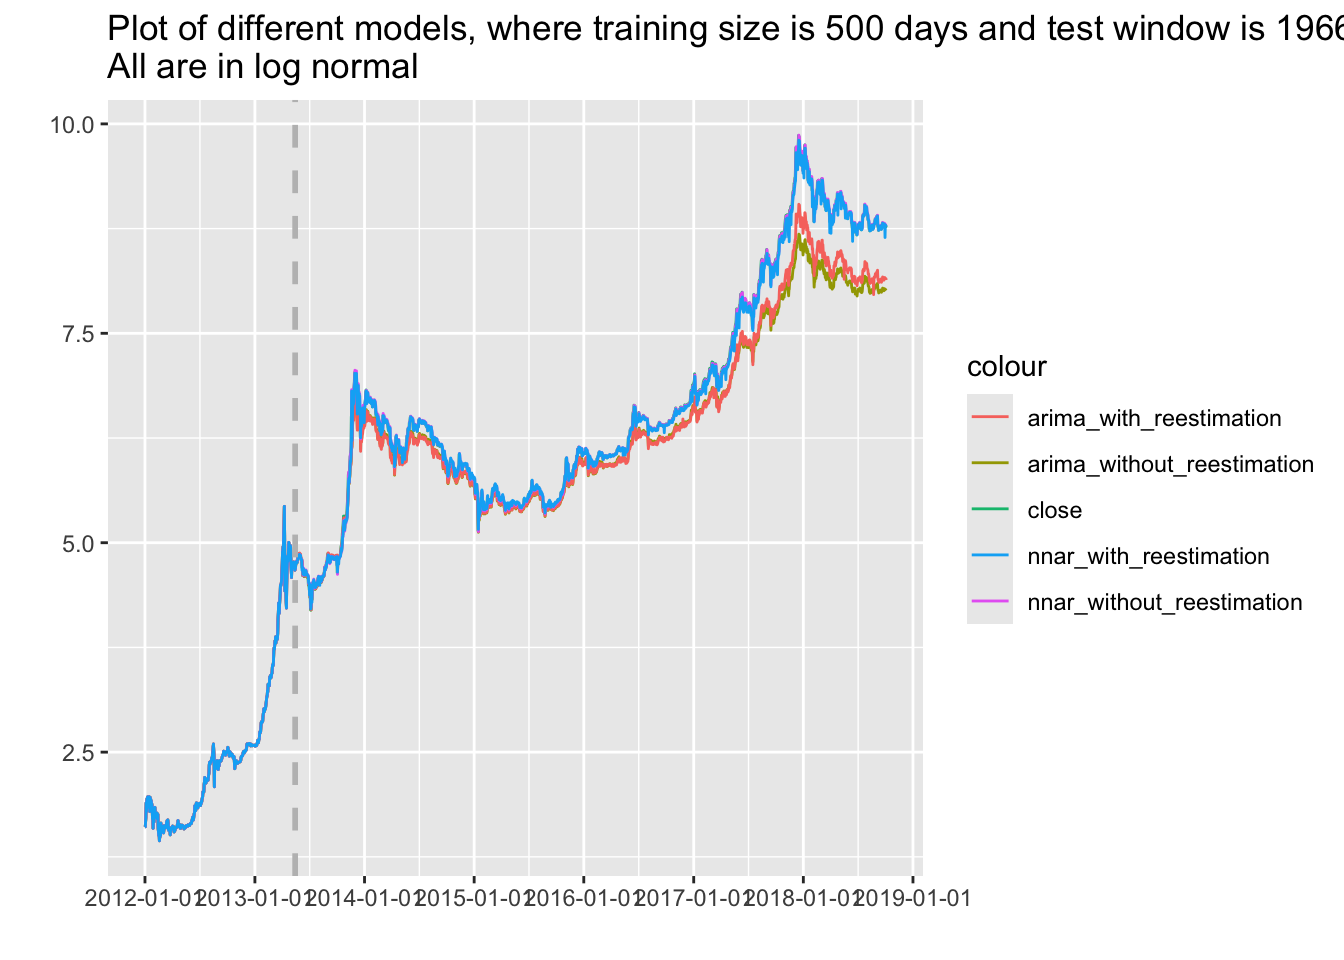 Plot of different models, where training size is 500 days and test window is 1966
All are in log normal
10.0
7.5
5.0
2.5
2012-01-01
2013-01-01
2014-01-01
2015-01-01
2016-01-01
2017-01-01
2018-01-01
2019-01-01
colour
arima_with_reestimation
arima_without_reestimation
close
nnar_with_reestimation
nnar_without_reestimation